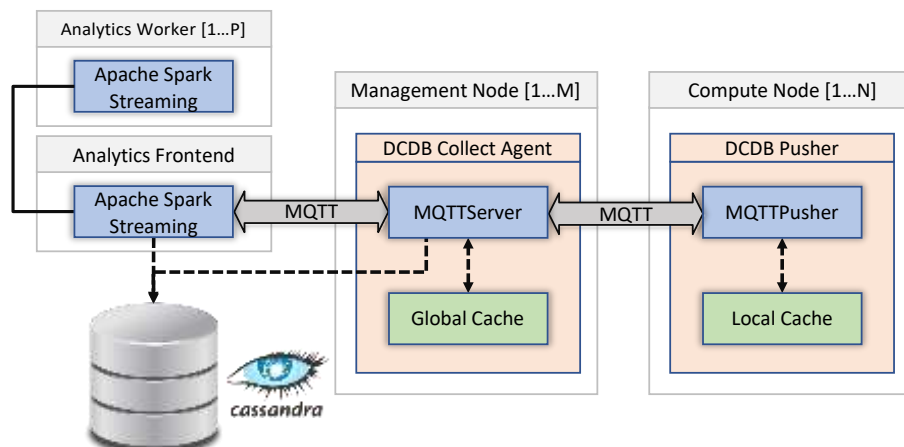 Analytics Worker [1...P]
Apache Spark
Streaming
Analytics Frontend
Apache Spark
Streaming
MQTT
Management Node [1...M]
DCDB Collect Agent
MQTTServer
Global Cache
MQTT
Compute Node [1...N]
DCDB Pusher
MQTTPusher
Local Cache
cassandra